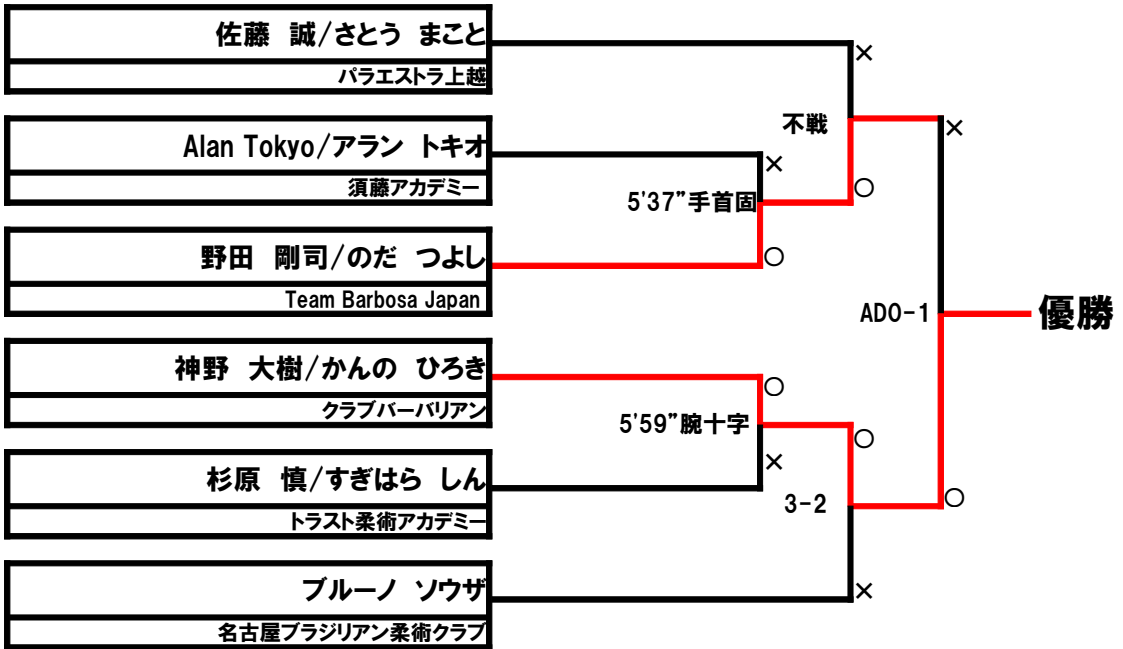 佐藤 誠/さとう まこと
パラエストラ上越
×
不戦
×
Alan Tokyo/アラン トキオ
須藤アカデミー
×
5'37”手首固
○
野田 剛司/のだ つよし
○
Team Barbosa Japan
ADO-1
優勝
神野 大樹/かんの ひろき
クラブバーバリアン
○
5'59”腕十字
○
杉原 慎/すぎはら しん
トラスト柔術アカデミー
×
3-2
○
ブルーノ ソウザ
名古屋ブラジリアン柔術クラブ
×